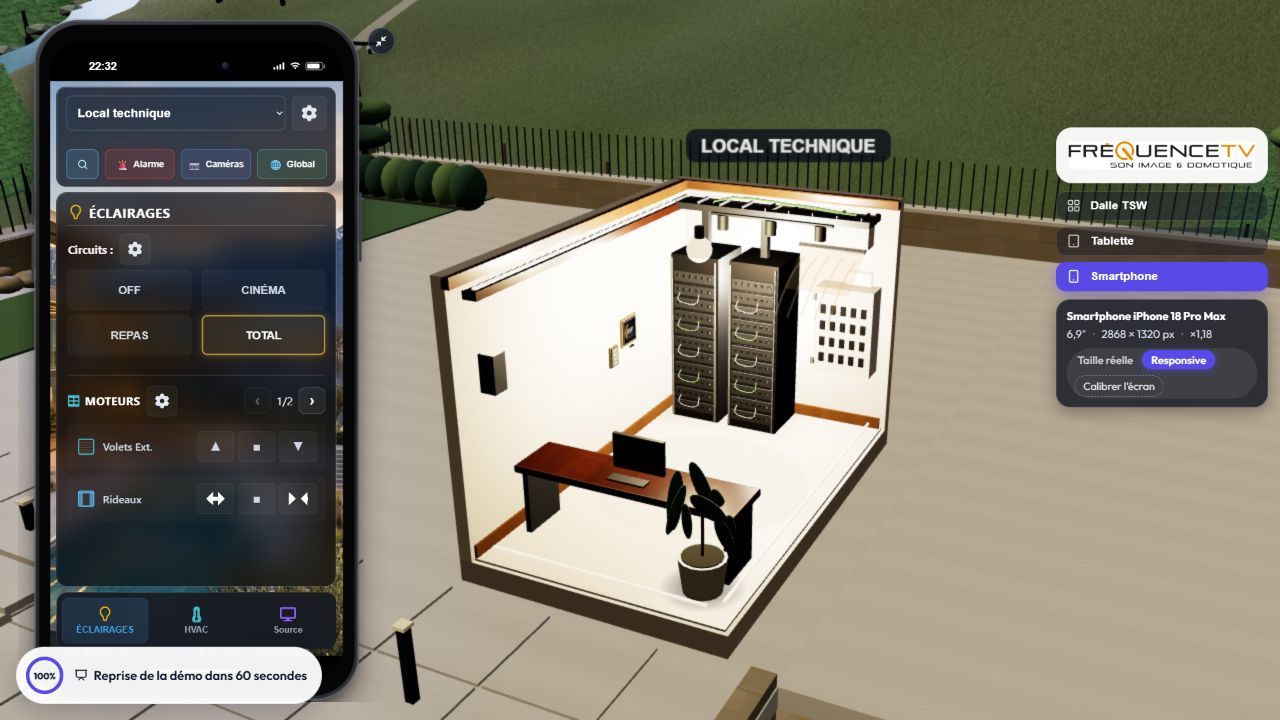 22:32
Local technique
Alarme
Caméras
Global
ÉCLAIRAGES
Circuits :
OFF
CINÉMA
REPAS
TOTAL
MOTEURS
1/2
Volets Ext.
Rideaux
ÉCLAIRAGES
HVAC
Source
100%
Reprise de la démo dans 60 secondes
LOCAL TECHNIQUE
FRÉQUENCETV
SON IMAGE & DOMOTIQUE
Dalle TSW
Tablette
Smartphone
Smartphone iPhone 18 Pro Max
6,9″ · 2868 × 1320 px · ×1,18
Taille réelle
Responsive
Calibrer l'écran